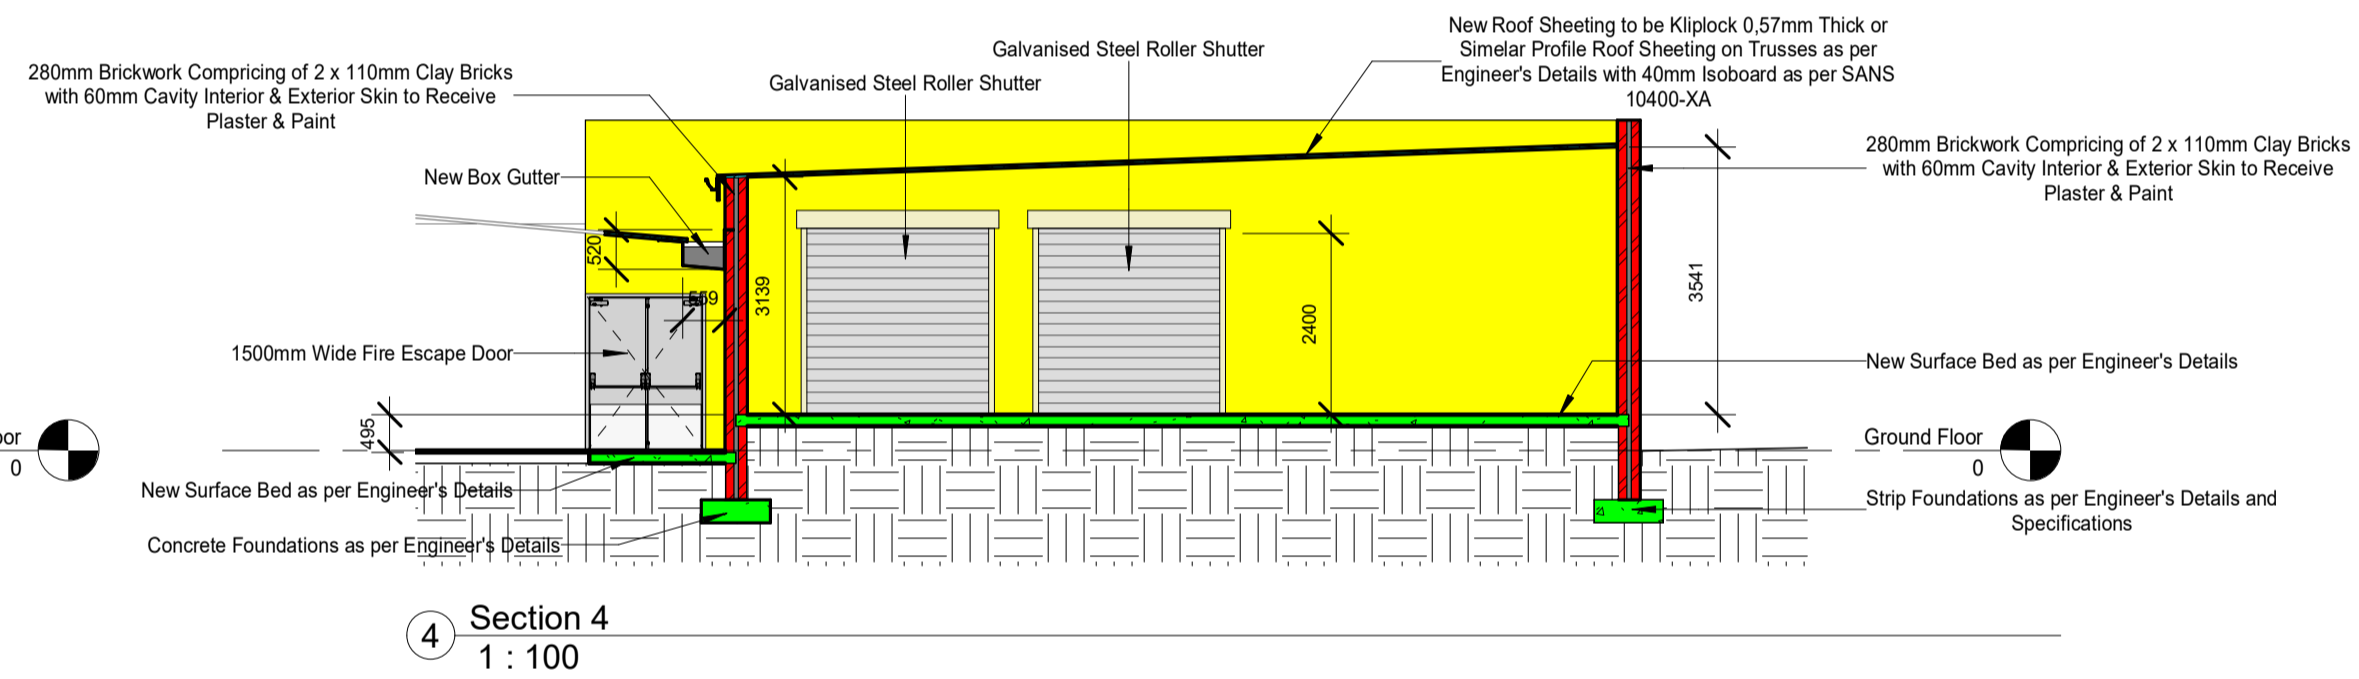 New Roof Sheeting to be Kliplock 0,57mm Thick or
Simelar Profile Roof Sheeting on Trusses as per
Engineer's Details with 40mm Isoboard as per SANS
10400-XA
Galvanised Steel Roller Shutter
Galvanised Steel Roller Shutter
280mm Brickwork Compricing of 2 x 110mm Clay Bricks
with 60mm Cavity Interior & Exterior Skin to Receive
Plaster & Paint
280mm Brickwork Compricing of 2 x 110mm Clay Bricks
with 60mm Cavity Interior & Exterior Skin to Receive
Plaster & Paint
New Box Gutter
520
559
3139
2400
3541
1500mm Wide Fire Escape Door
New Surface Bed as per Engineer's Details
495
oor
0
Ground Floor
0
New Surface Bed as per Engineer's Details
Strip Foundations as per Engineer's Details and
Specifications
Concrete Foundations as per Engineer's Details
4
Section 4
1 : 100